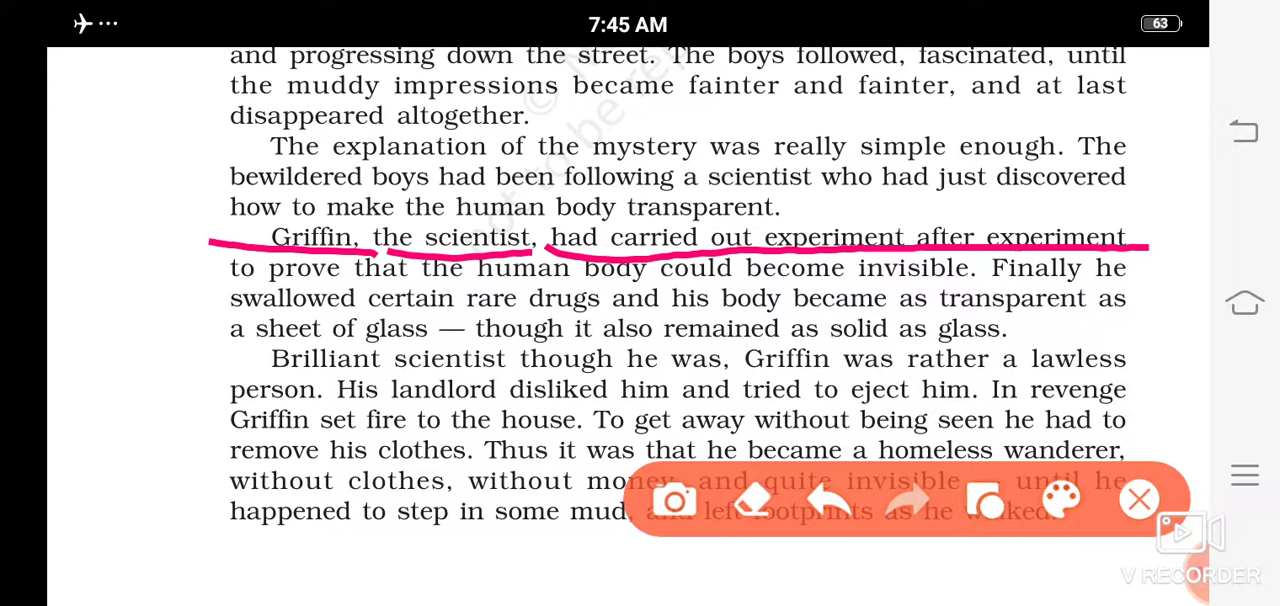 7:45 AM
63
and progressing down the street. The boys followed, fascinated, until
the muddy impressions became fainter and fainter, and at last
disappeared altogether.
The explanation of the mystery was really simple enough. The
bewildered boys had been following a scientist who had just discovered
how to make the human body transparent.
Griffin, the scientist, had carried out experiment after experiment
to prove that the human body could become invisible. Finally he
swallowed certain rare drugs and his body became as transparent as
a sheet of glass — though it also remained as solid as glass.
Brilliant scientist though he was, Griffin was rather a lawless
person. His landlord disliked him and tried to eject him. In revenge
Griffin set fire to the house. To get away without being seen he had to
remove his clothes. Thus it was that he became a homeless wanderer,
without clothes, without money, and quite invisible — until he
happened to step in some mud, and left footprints as he walked.
V RECORDER